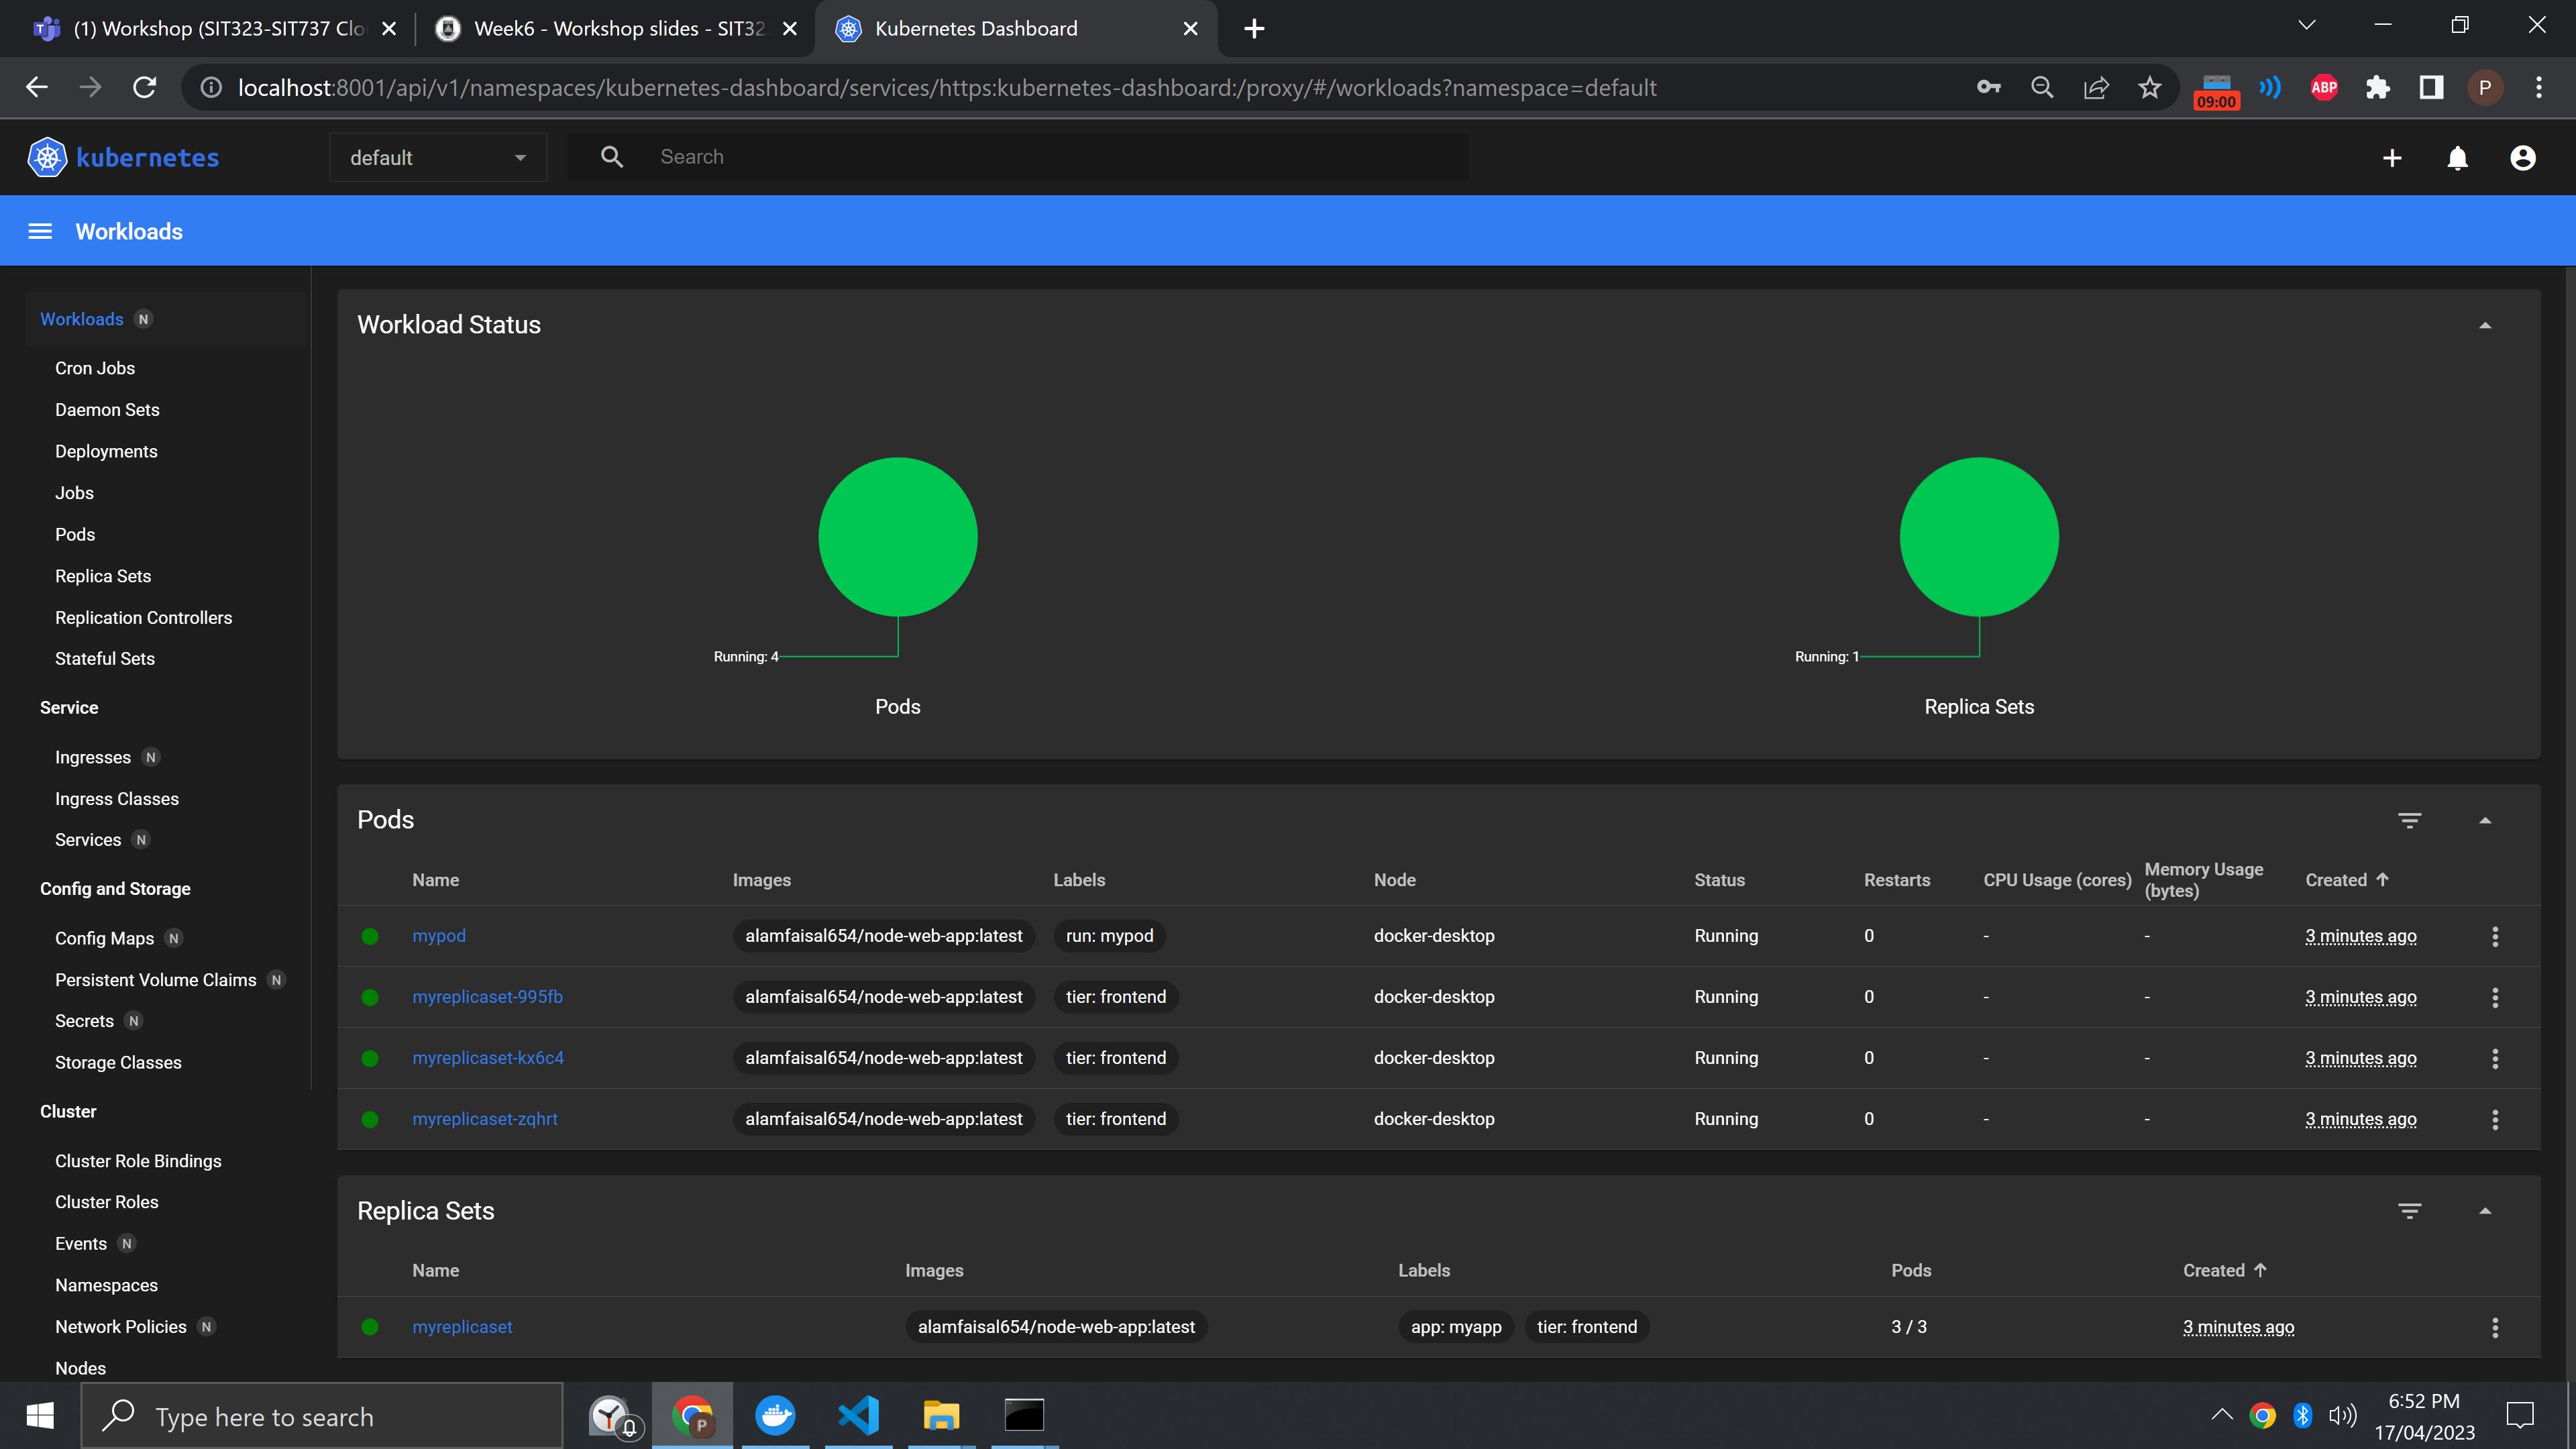 (1) Workshop (SIT323-SIT737 Clo
Week6 - Workshop slides - SIT32
Kubernetes Dashboard
localhost:8001/api/v1/namespaces/kubernetes-dashboard/services/https:kubernetes-dashboard:/proxy/#/workloads?namespace=default
09:00
ABP
P
kubernetes
default
Search
Workloads
Workloads N
Cron Jobs
Daemon Sets
Deployments
Jobs
Pods
Replica Sets
Replication Controllers
Stateful Sets
Service
Ingresses N
Ingress Classes
Services N
Config and Storage
Config Maps N
Persistent Volume Claims N
Secrets N
Storage Classes
Cluster
Cluster Role Bindings
Cluster Roles
Events N
Namespaces
Network Policies N
Nodes
Workload Status
Running: 4
Pods
Running: 1
Replica Sets
Pods
Name Images Labels Node Status Restarts CPU Usage (cores) Memory Usage (bytes) Created
mypod alamfaisal654/node-web-app:latest run: mypod docker-desktop Running 0 - - 3 minutes ago
myreplicaset-995fb alamfaisal654/node-web-app:latest tier: frontend docker-desktop Running 0 - - 3 minutes ago
myreplicaset-kx6c4 alamfaisal654/node-web-app:latest tier: frontend docker-desktop Running 0 - - 3 minutes ago
myreplicaset-zqhrt alamfaisal654/node-web-app:latest tier: frontend docker-desktop Running 0 - - 3 minutes ago
Replica Sets
Name Images Labels Pods Created
myreplicaset alamfaisal654/node-web-app:latest app: myapp tier: frontend 3 / 3 3 minutes ago
Type here to search
P
6:52 PM
17/04/2023